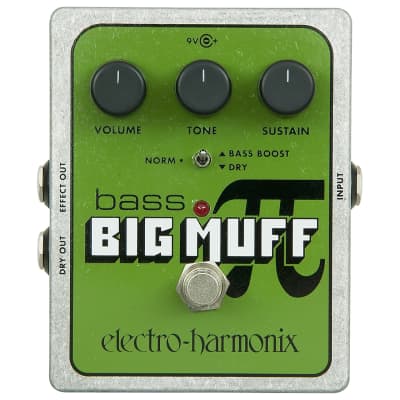 9V +
VOLUME TONE SUSTAIN
NORM ▲ BASS BOOST
▼ DRY
EFFECT OUT
DRY OUT
INPUT
bass
BIG MUFF π
electro-harmonix